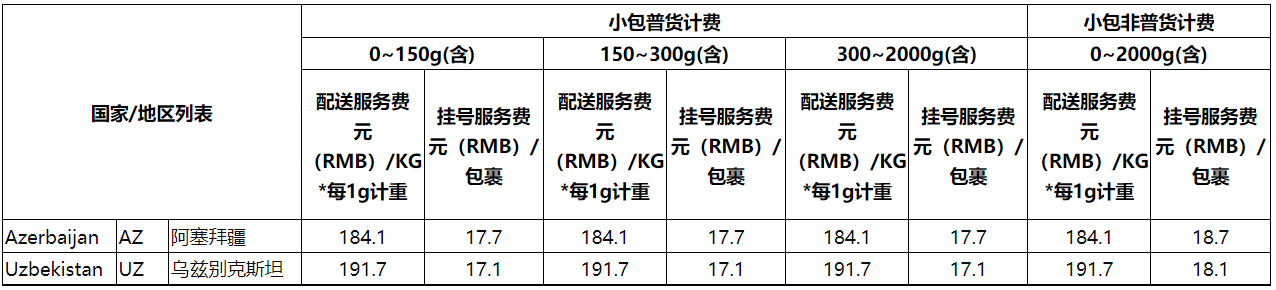 国家/地区列表
小包普货计费
小包非普货计费
0~150g(含)
150~300g(含)
300~2000g(含)
0~2000g(含)
配送服务费
元
（RMB）/KG
*每1g计重
挂号服务费
元（RMB）/
包裹
配送服务费
元
（RMB）/KG
*每1g计重
挂号服务费
元（RMB）/
包裹
配送服务费
元
（RMB）/KG
*每1g计重
挂号服务费
元（RMB）/
包裹
配送服务费
元
（RMB）/KG
*每1g计重
挂号服务费
元（RMB）/
包裹
Azerbaijan AZ 阿塞拜疆 184.1 17.7 184.1 17.7 184.1 17.7 184.1 18.7
Uzbekistan UZ 乌兹别克斯坦 191.7 17.1 191.7 17.1 191.7 17.1 191.7 18.1